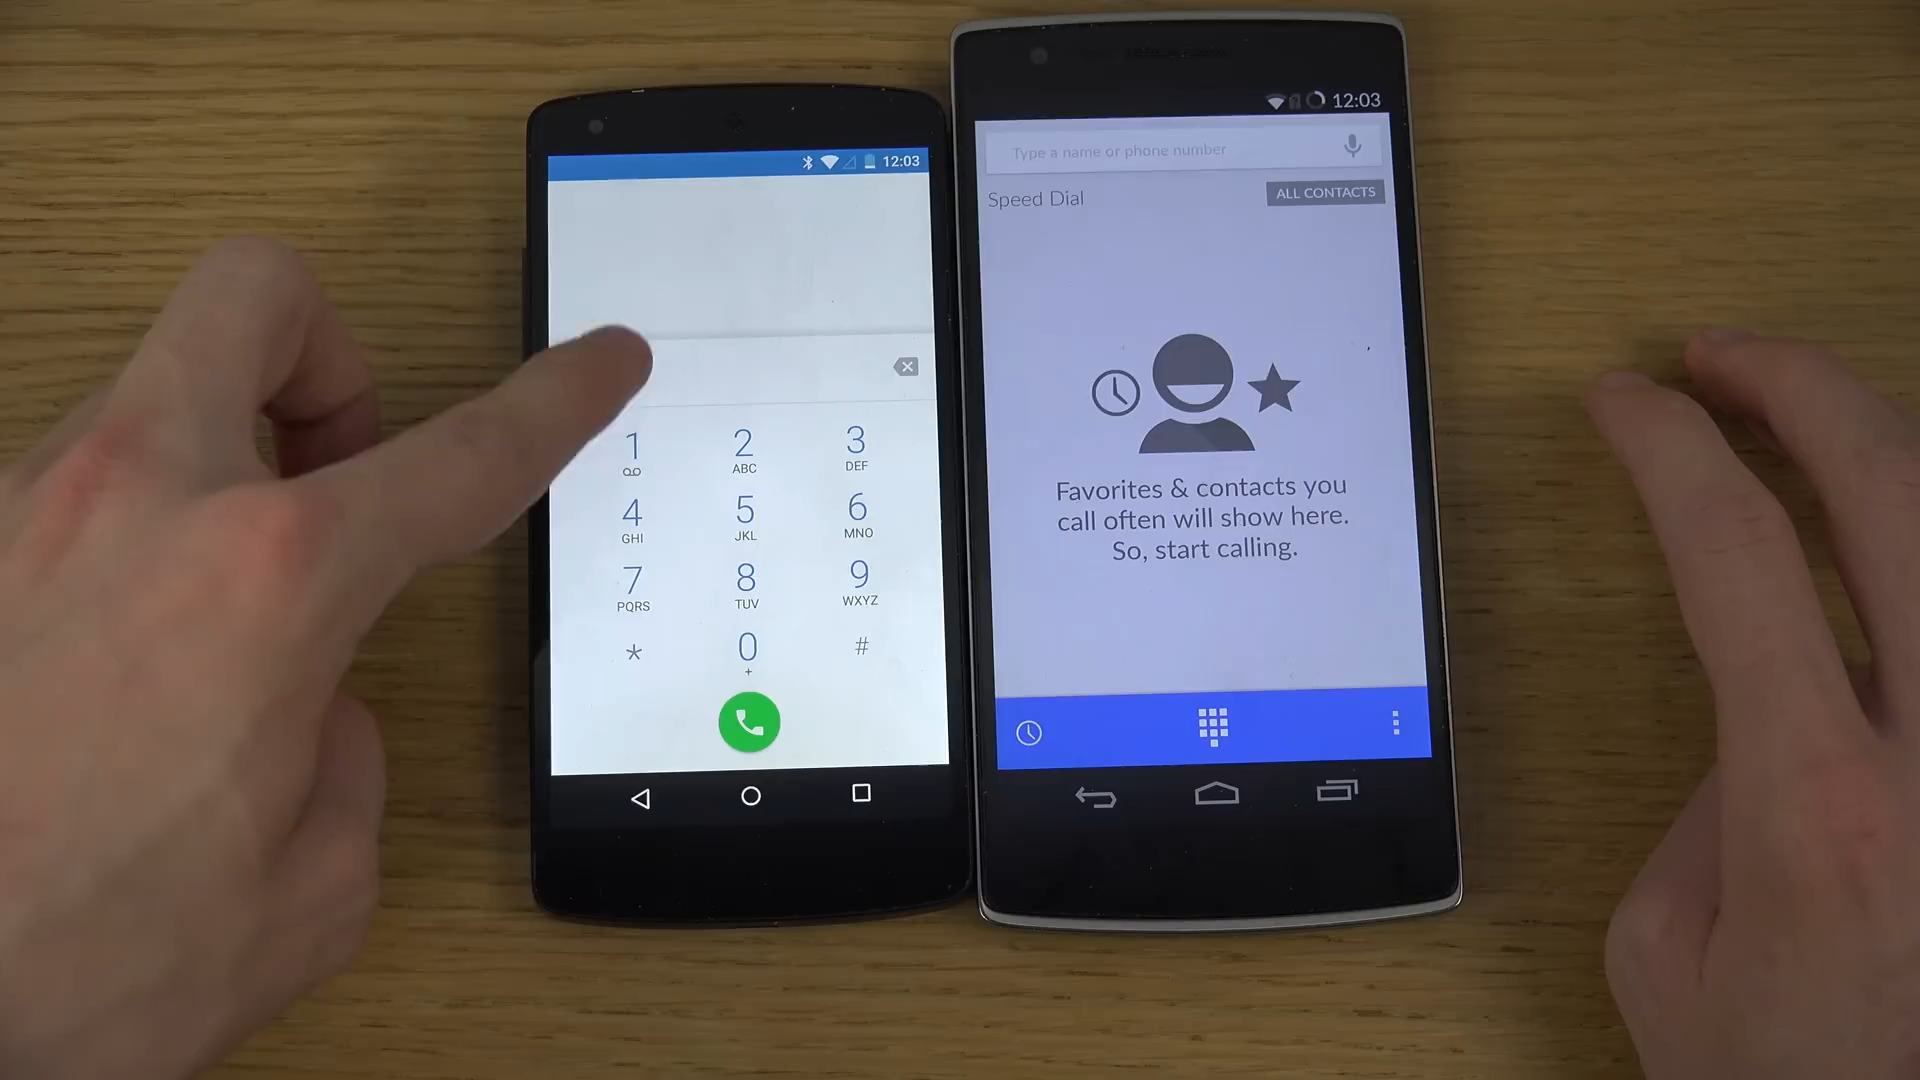 12:03
1
2
ABC
3
DEF
4
GHI
5
JKL
6
MNO
7
PQRS
8
TUV
9
WXYZ
*
0
+
#
12:03
Type a name or phone number
Speed Dial
ALL CONTACTS
Favorites & contacts you
call often will show here.
So, start calling.